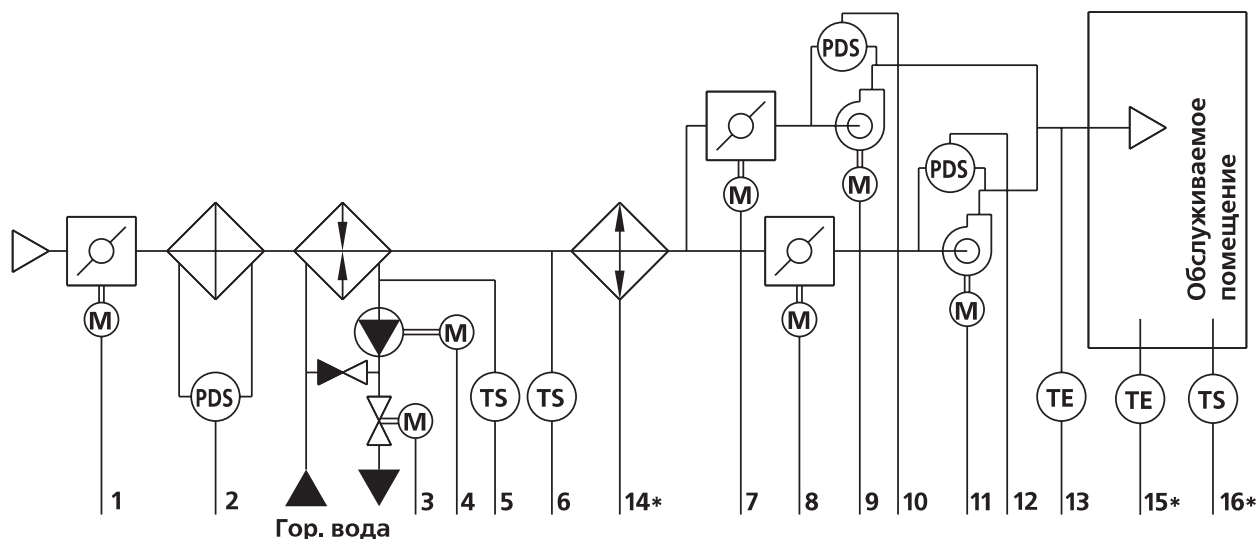 PDS
PDS
Обслуживаемое
помещение
M
M
M
M
M
M
M
PDS
TS
TS
TE
TE
TS
M
1
2
3
4
5
6
14*
7
8
9
10
11
12
13
15*
16*
Гор. вода